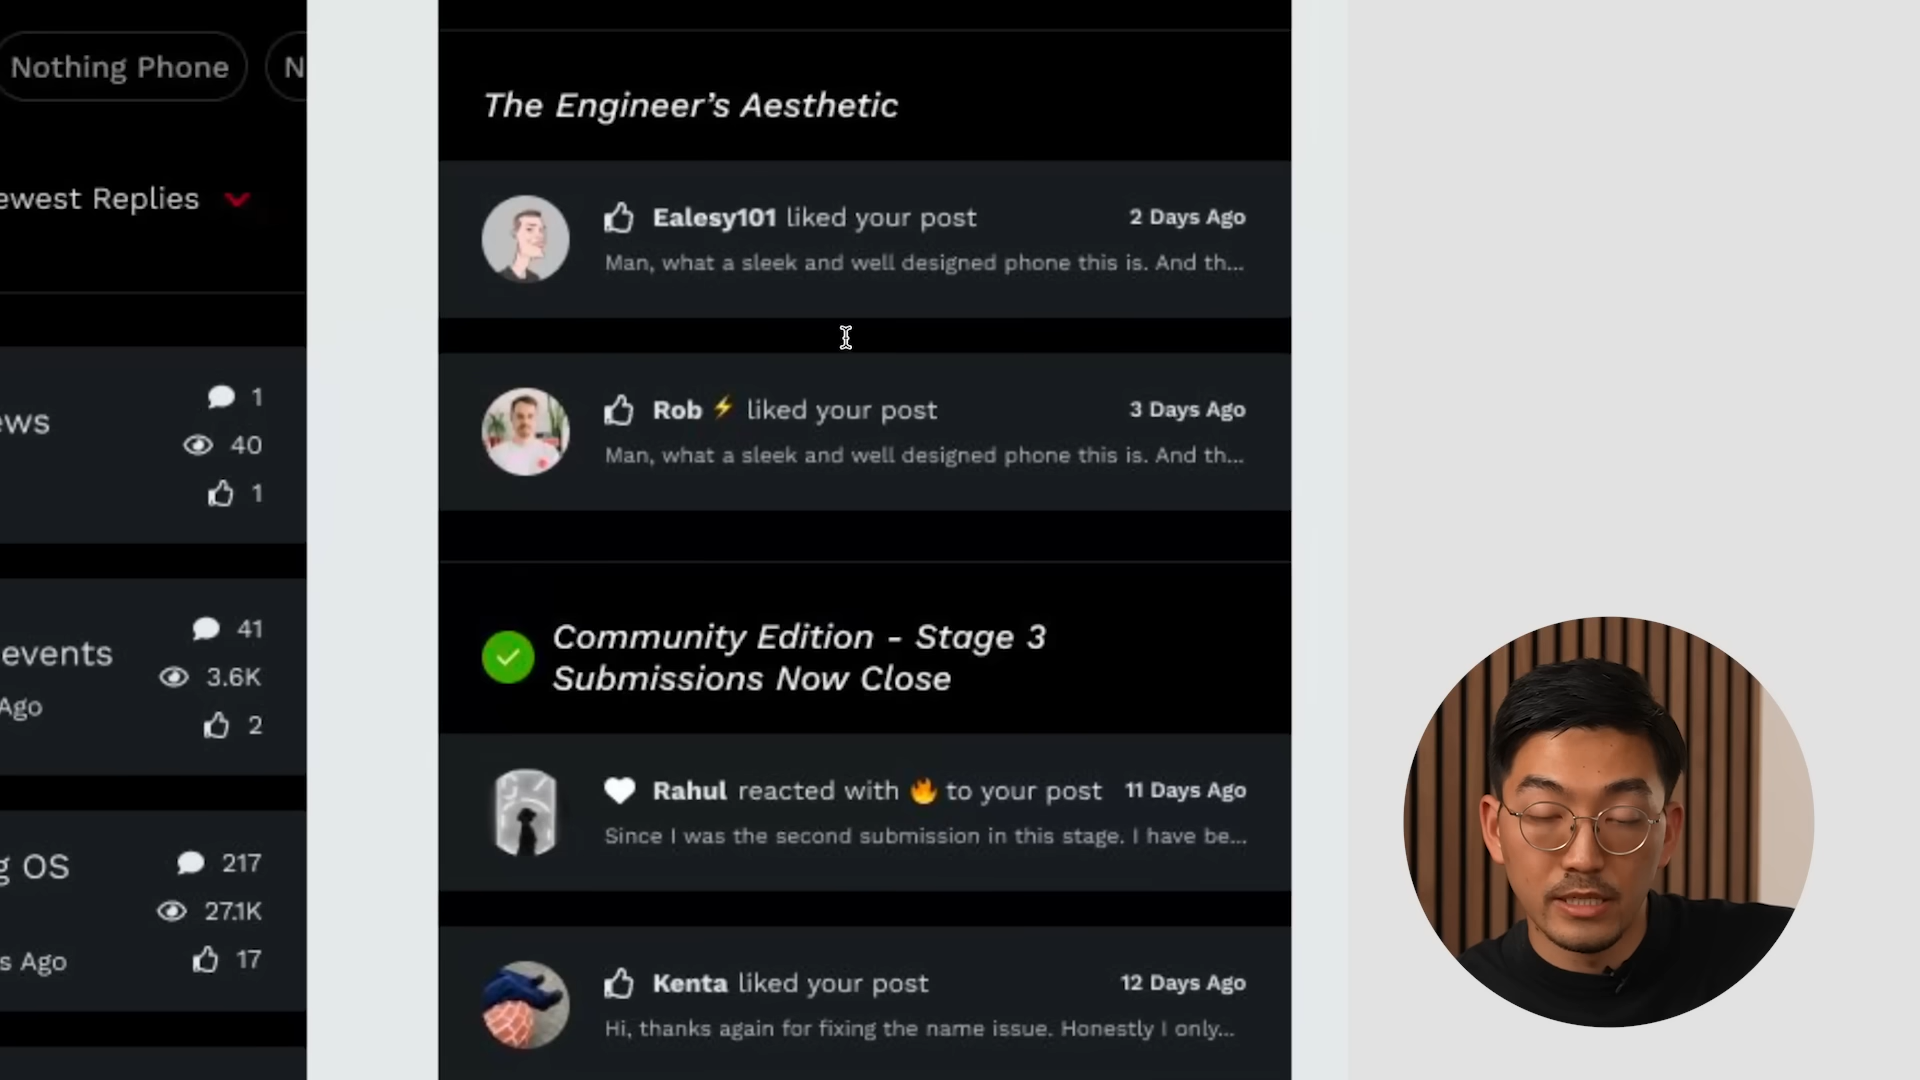 Nothing Phone
N
ewest Replies
ews
1
40
1
events
41
3.6K
Ago
2
g OS
217
27.1K
s Ago
17
The Engineer’s Aesthetic
Ealesy101 liked your post
2 Days Ago
Man, what a sleek and well designed phone this is. And th...
Rob ⚡ liked your post
3 Days Ago
Man, what a sleek and well designed phone this is. And th...
Community Edition - Stage 3
Submissions Now Close
Rahul reacted with 🔥 to your post
11 Days Ago
Since I was the second submission in this stage. I have be...
Kenta liked your post
12 Days Ago
Hi, thanks again for fixing the name issue. Honestly I only...